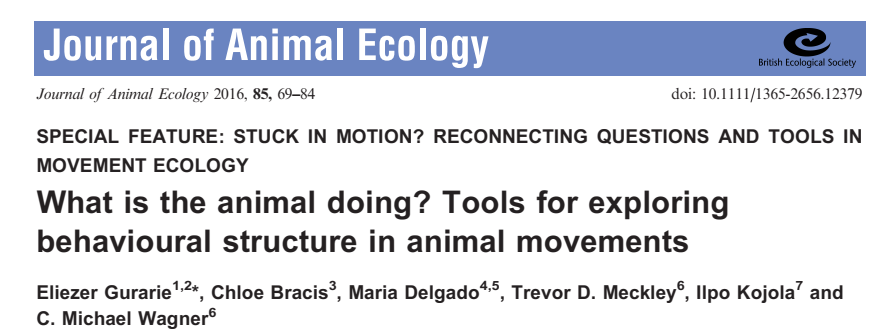 Journal of Animal Ecology
British Ecological Society
Journal of Animal Ecology 2016, 85, 69–84
doi: 10.1111/1365-2656.12379
SPECIAL FEATURE: STUCK IN MOTION? RECONNECTING QUESTIONS AND TOOLS IN
MOVEMENT ECOLOGY
What is the animal doing? Tools for exploring
behavioural structure in animal movements
Eliezer Gurarie1,2*, Chloe Bracis3, Maria Delgado4,5, Trevor D. Meckley6, Ilpo Kojola7 and
C. Michael Wagner6